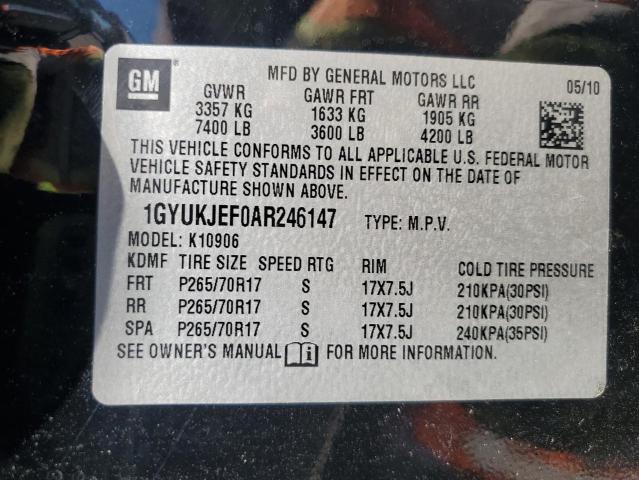 GM
MFD BY GENERAL MOTORS LLC 05/10
GVWR GAWR FRT GAWR RR
3357 KG 1633 KG 1905 KG
7400 LB 3600 LB 4200 LB
THIS VEHICLE CONFORMS TO ALL APPLICABLE U.S. FEDERAL MOTOR
VEHICLE SAFETY STANDARDS IN EFFECT ON THE DATE OF
MANUFACTURE SHOWN ABOVE.
1GYUKJEF0AR246147 TYPE: M.P.V.
MODEL: K10906
KDMF TIRE SIZE SPEED RTG RIM COLD TIRE PRESSURE
FRT P265/70R17 S 17X7.5J 210KPA(30PSI)
RR P265/70R17 S 17X7.5J 210KPA(30PSI)
SPA P265/70R17 S 17X7.5J 240KPA(35PSI)
SEE OWNER'S MANUAL FOR MORE INFORMATION.